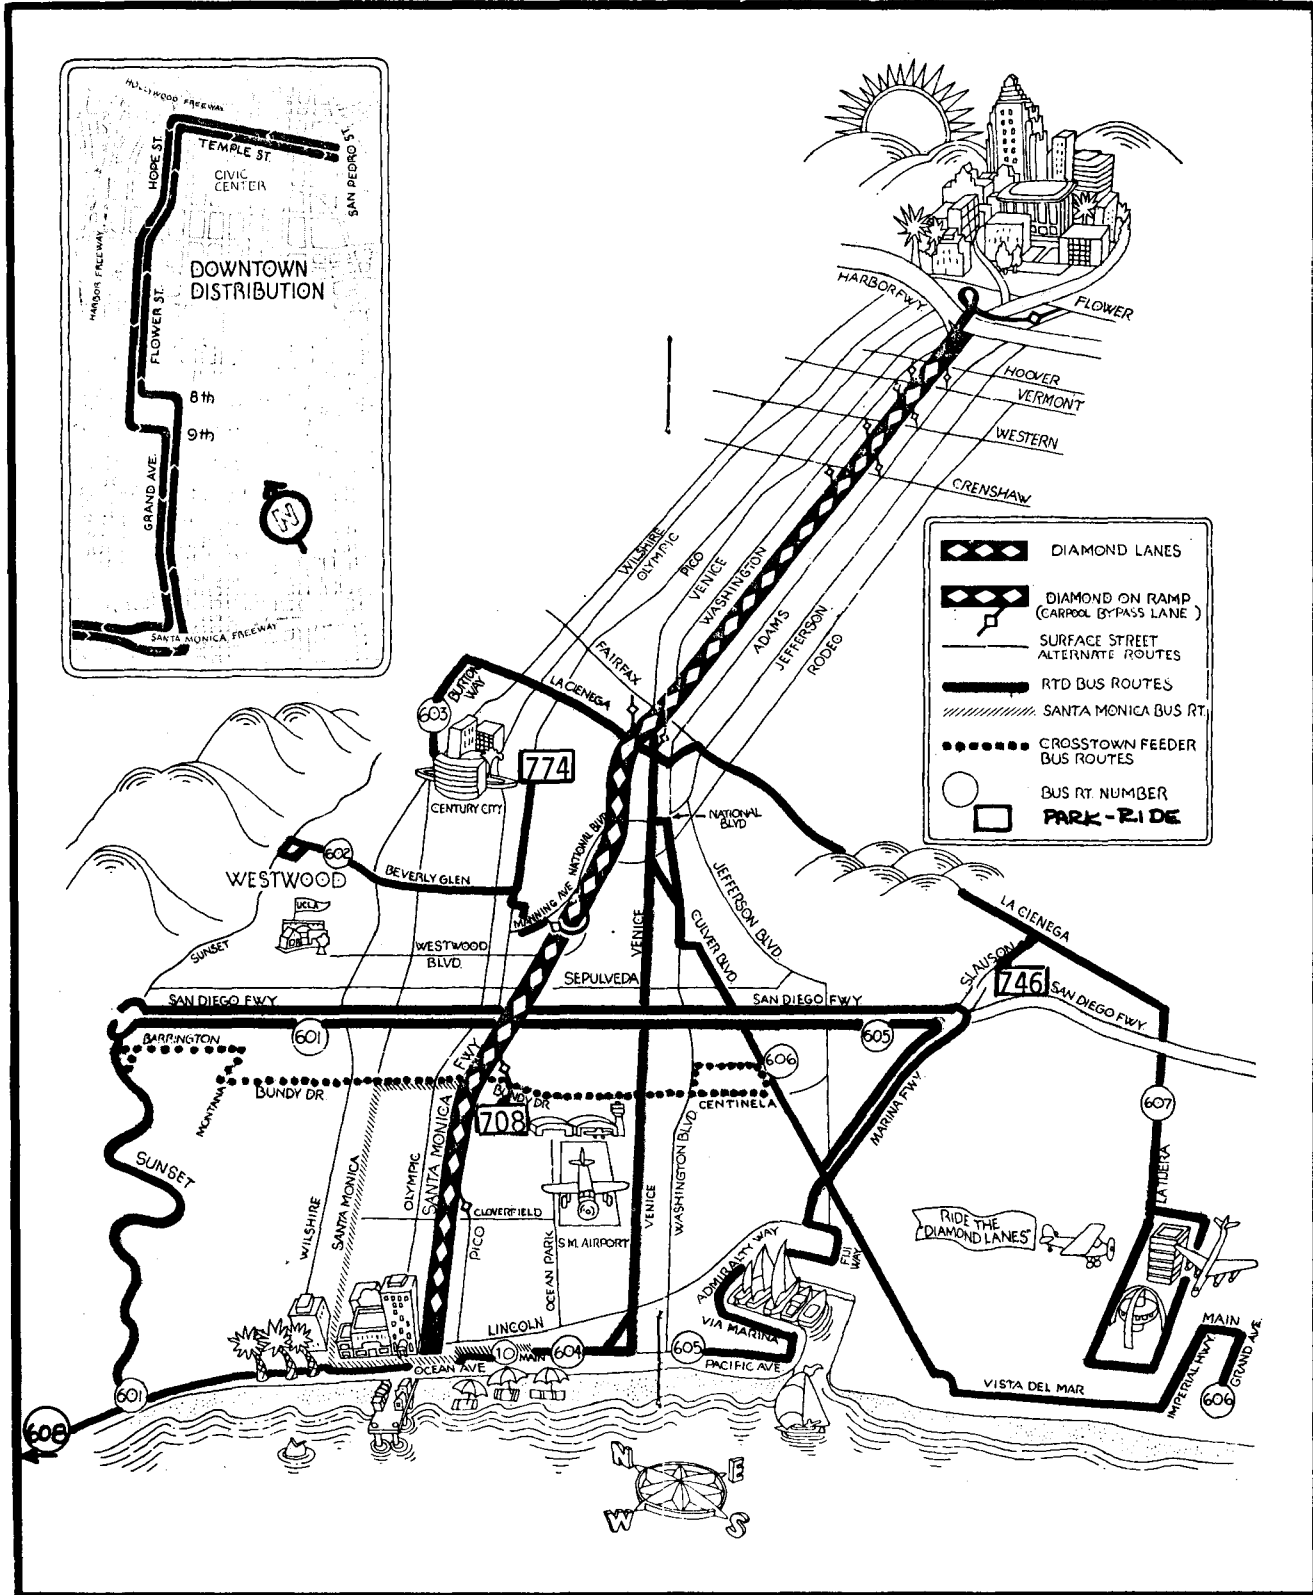 HOLLYWOOD FREEWAY
HOPE ST.
TEMPLE ST.
SAN PEDRO ST.
CIVIC
CENTER
HARBOR FREEWAY
DOWNTOWN
DISTRIBUTION
FLOWER ST.
8th
9th
GRAND AVE.
N
SANTA MONICA FREEWAY
HARBOR FWY.
FLOWER
HOOVER
VERMONT
WESTERN
CRENSHAW
WILSHIRE
OLYMPIC
PICO
VENICE
WASHINGTON
ADAMS
JEFFERSON
RODEO
DIAMOND LANES
DIAMOND ON RAMP
(CARPOOL BYPASS LANE)
SURFACE STREET
ALTERNATE ROUTES
RTD BUS ROUTES
SANTA MONICA BUS RT.
CROSSTOWN FEEDER
BUS ROUTES
BUS RT. NUMBER
PARK-RIDE
FAIRFAX
LA CIENEGA
BURTON
WAY
603
774
CENTURY CITY
NATIONAL BLVD
NATIONAL
BLVD
602
BEVERLY GLEN
WESTWOOD
UCLA
MANNING AVE
SUNSET
WESTWOOD
BLVD.
VENICE
CULVER BLVD.
JEFFERSON BLVD.
SEPULVEDA
LA CIENEGA
SLAUSON
746
SAN DIEGO FWY.
SAN DIEGO FWY
SAN DIEGO FWY
601
605
BARRINGTON
MONTANA
BUNDY DR
FWY
BUNDY DR
708
606
CENTINELA
MARINA FWY.
607
SUNSET
WILSHIRE
SANTA MONICA
OLYMPIC
SANTA MONICA
CLOVERFIELD
PICO
OCEAN PARK
S.M. AIRPORT
VENICE
WASHINGTON BLVD.
LA TIJERA
RIDE THE
"DIAMOND LANES"
ADMIRALTY WAY
FIJI
WAY
VIA MARINA
LINCOLN
10
MAIN
604
605
PACIFIC AVE
OCEAN AVE
MAIN
IMPERIAL HWY.
GRAND AVE.
606
VISTA DEL MAR
601
608
N
E
W
S